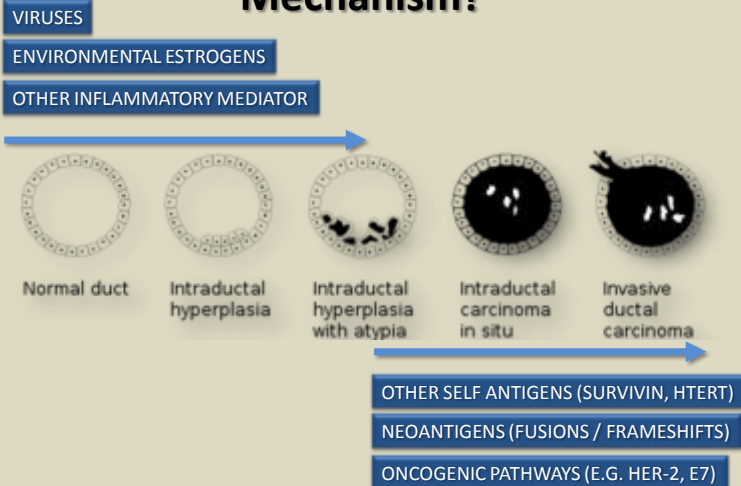 Mechanism?
VIRUSES
ENVIRONMENTAL ESTROGENS
OTHER INFLAMMATORY MEDIATOR
Normal duct
Intraductal
hyperplasia
Intraductal
hyperplasia
with atypia
Intraductal
carcinoma
in situ
Invasive
ductal
carcinoma
OTHER SELF ANTIGENS (SURVIVIN, HTERT)
NEOANTIGENS (FUSIONS / FRAMESHIFTS)
ONCOGENIC PATHWAYS (E.G. HER-2, E7)